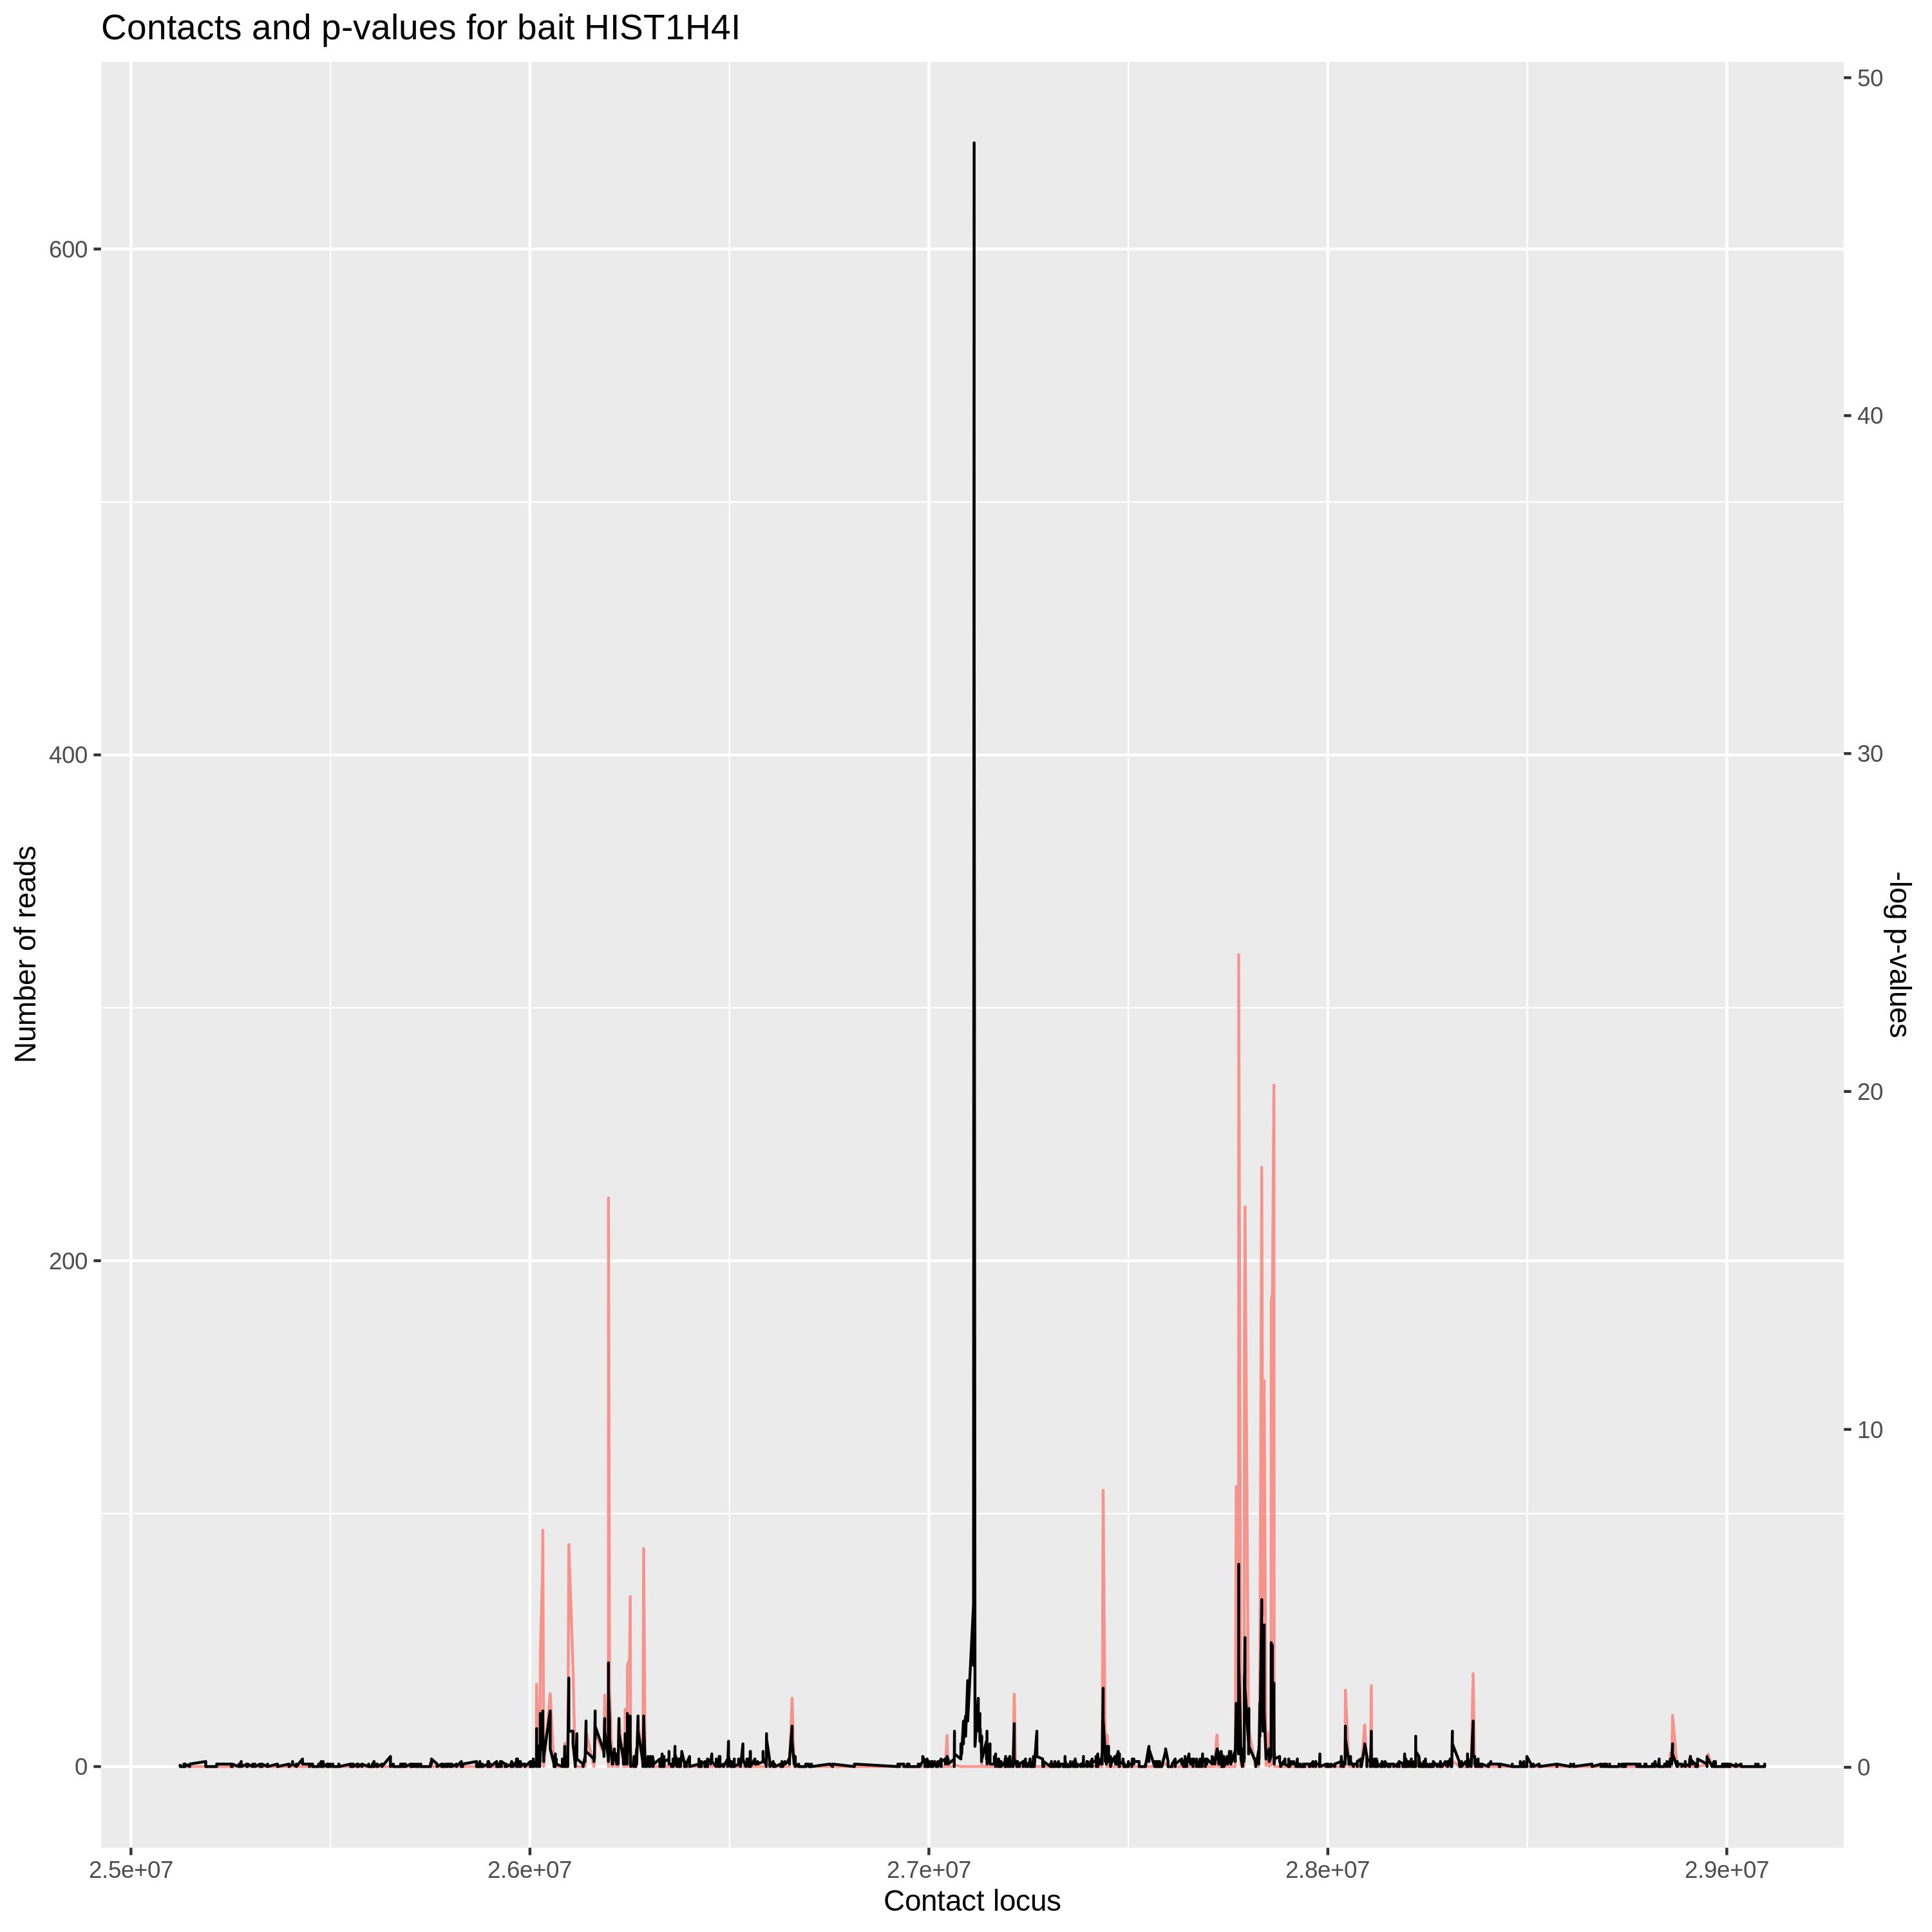 Contacts and p-values for bait HIST1H4I
Number of reads
600
400
200
0
50
40
30
20
10
0
-log p-values
2.5e+07 2.6e+07 2.7e+07 2.8e+07 2.9e+07
Contact locus